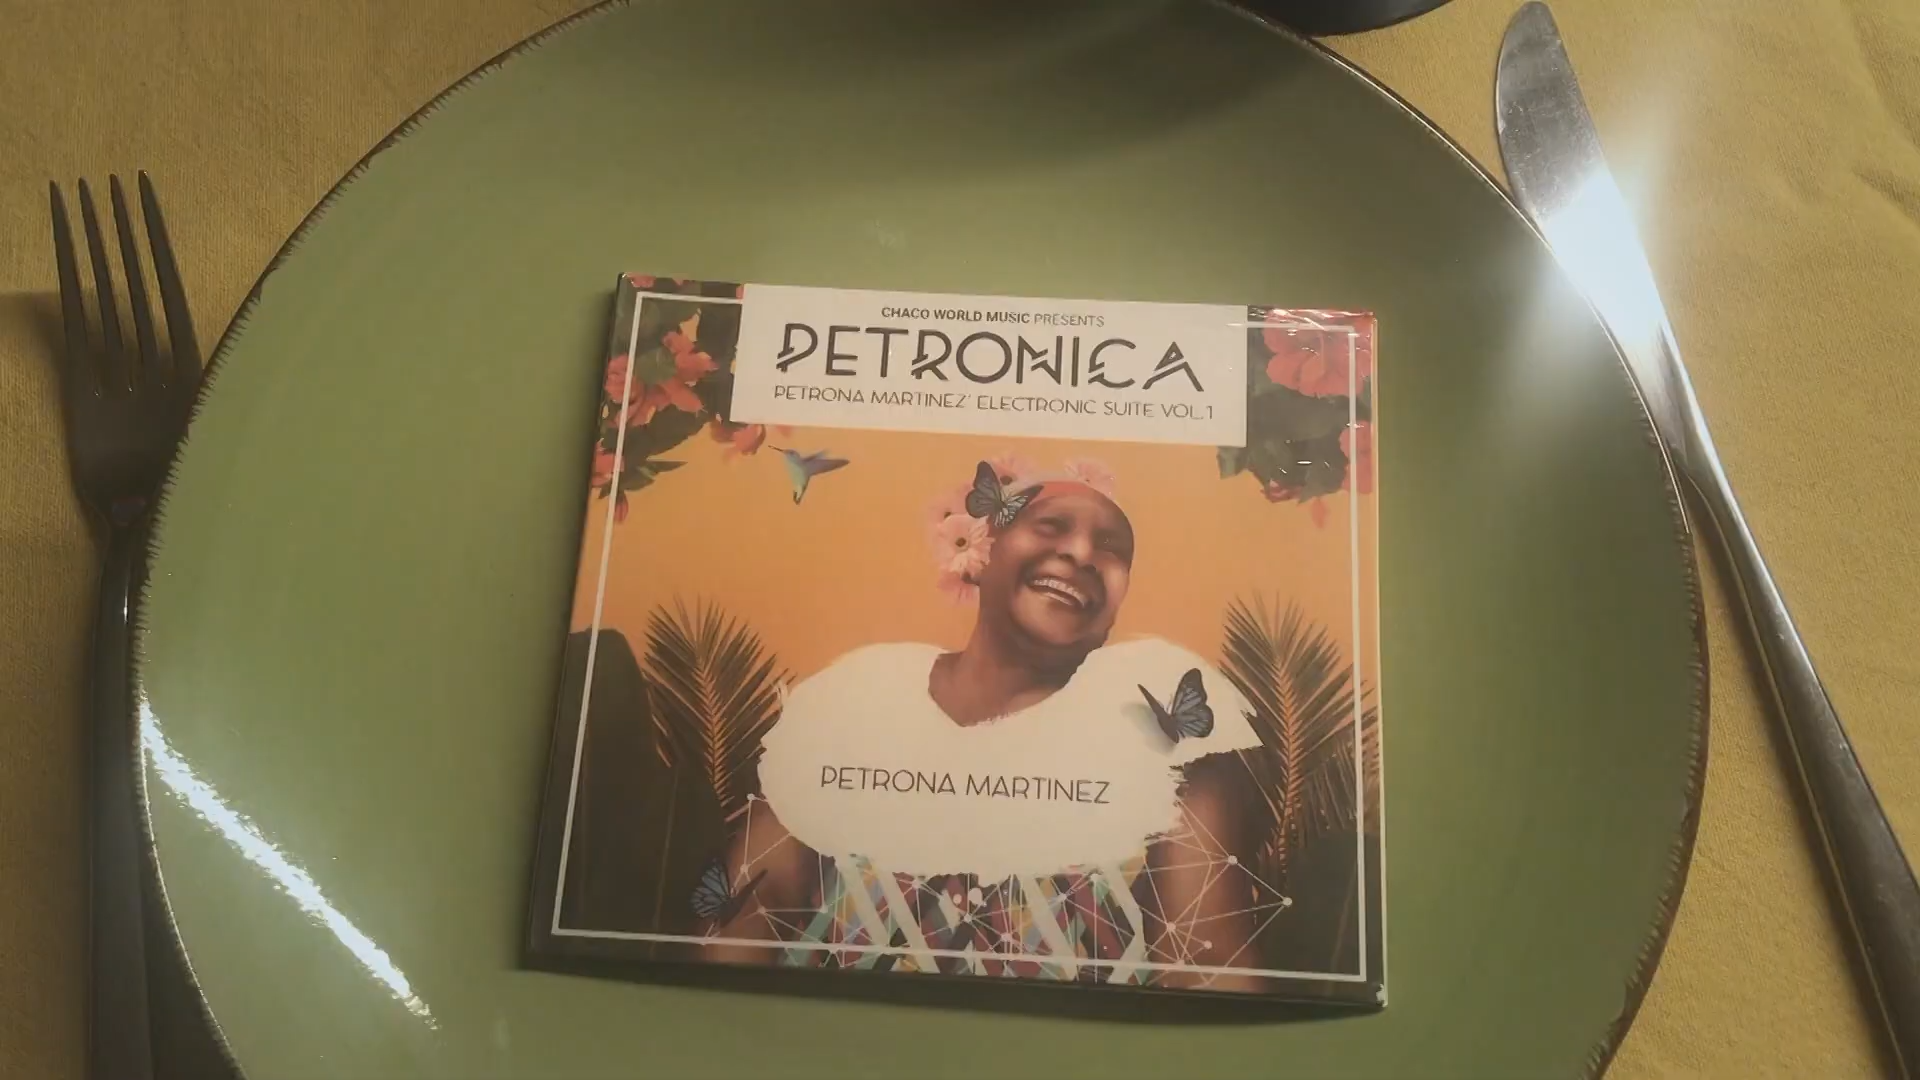 CHACO WORLD MUSIC PRESENTS
PETRONICA
PETRONA MARTINEZ' ELECTRONIC SUITE VOL.1
PETRONA MARTINEZ